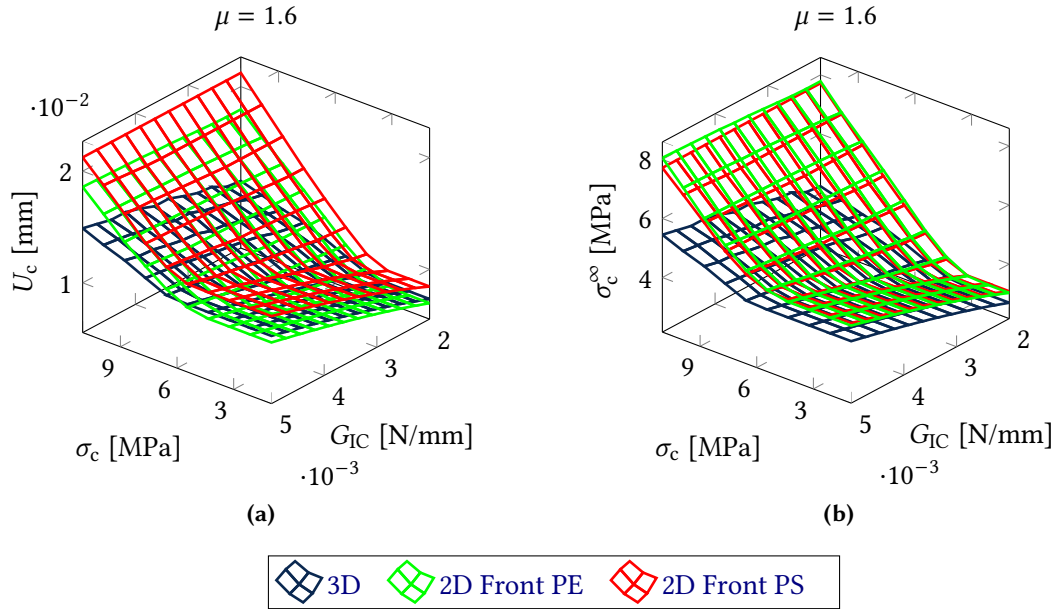 μ = 1.6
·10⁻²
2
1
U_c [mm]
9
6
3
σ_c [MPa]
5
4
3
2
G_IC [N/mm]
·10⁻³
(a)
μ = 1.6
8
6
4
σ_c^∞ [MPa]
9
6
3
σ_c [MPa]
5
4
3
2
G_IC [N/mm]
·10⁻³
(b)
3D 2D Front PE 2D Front PS